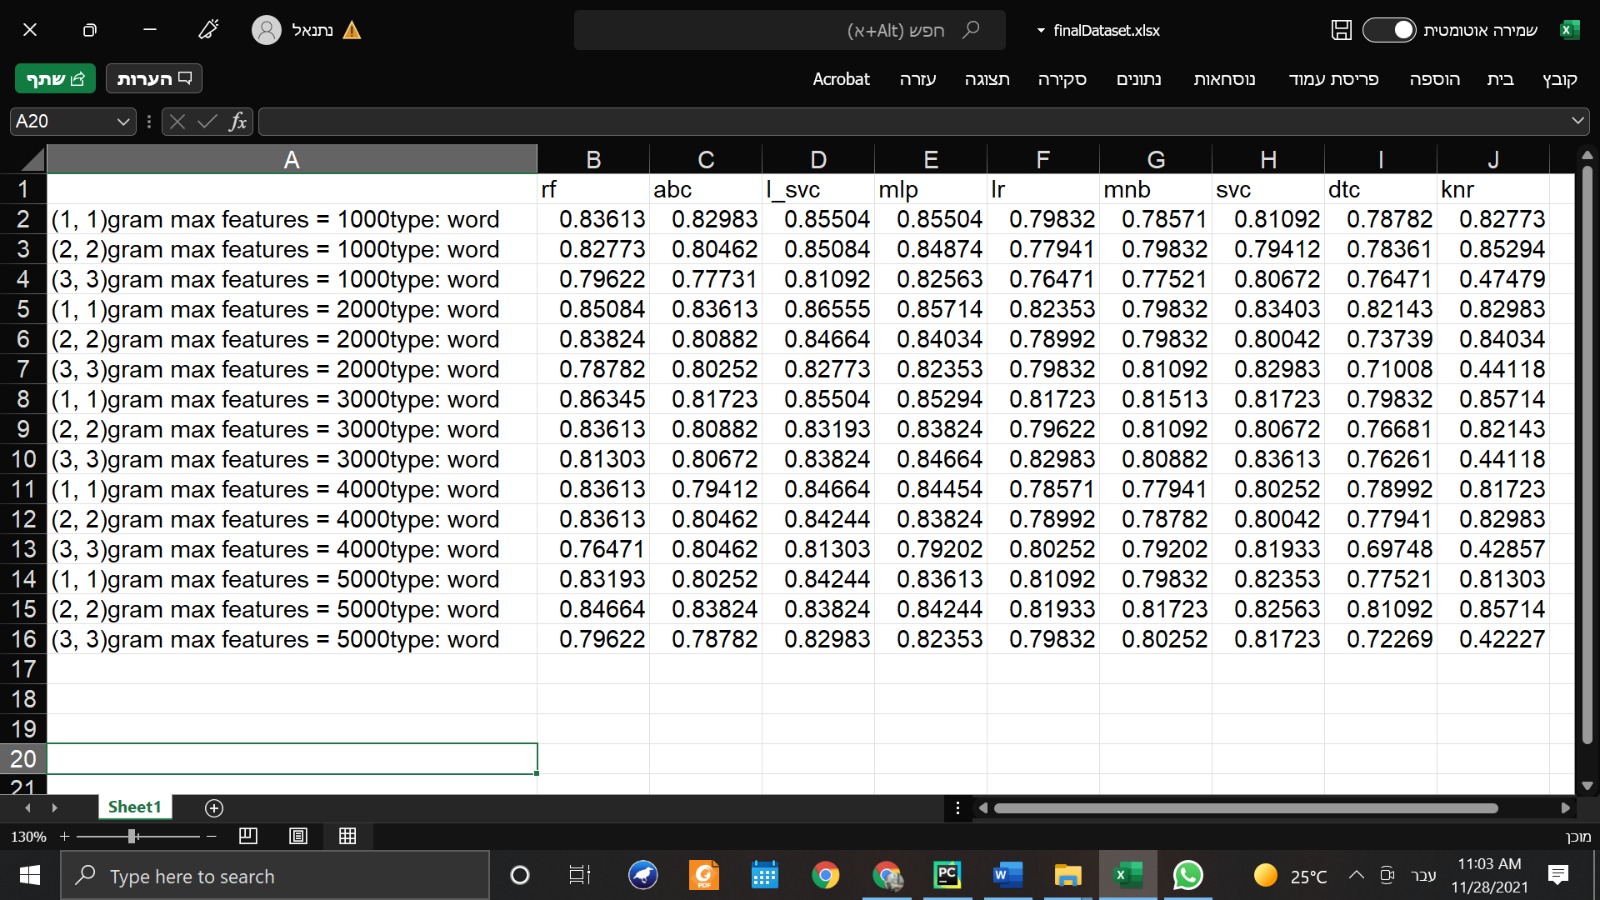 נתנאל
חפש (Alt+א)
finalDataset.xlsx
שמירה אוטומטית
שתף
הערות
קובץ בית הוספה פריסת עמוד נוסחאות נתונים סקירה תצוגה עזרה Acrobat
A20 fx
A B C D E F G H I J
1 rf abc l_svc mlp lr mnb svc dtc knr
2 (1, 1)gram max features = 1000type: word 0.83613 0.82983 0.85504 0.85504 0.79832 0.78571 0.81092 0.78782 0.82773
3 (2, 2)gram max features = 1000type: word 0.82773 0.80462 0.85084 0.84874 0.77941 0.79832 0.79412 0.78361 0.85294
4 (3, 3)gram max features = 1000type: word 0.79622 0.77731 0.81092 0.82563 0.76471 0.77521 0.80672 0.76471 0.47479
5 (1, 1)gram max features = 2000type: word 0.85084 0.83613 0.86555 0.85714 0.82353 0.79832 0.83403 0.82143 0.82983
6 (2, 2)gram max features = 2000type: word 0.83824 0.80882 0.84664 0.84034 0.78992 0.79832 0.80042 0.73739 0.84034
7 (3, 3)gram max features = 2000type: word 0.78782 0.80252 0.82773 0.82353 0.79832 0.81092 0.82983 0.71008 0.44118
8 (1, 1)gram max features = 3000type: word 0.86345 0.81723 0.85504 0.85294 0.81723 0.81513 0.81723 0.79832 0.85714
9 (2, 2)gram max features = 3000type: word 0.83613 0.80882 0.83193 0.83824 0.79622 0.81092 0.80672 0.76681 0.82143
10 (3, 3)gram max features = 3000type: word 0.81303 0.80672 0.83824 0.84664 0.82983 0.80882 0.83613 0.76261 0.44118
11 (1, 1)gram max features = 4000type: word 0.83613 0.79412 0.84664 0.84454 0.78571 0.77941 0.80252 0.78992 0.81723
12 (2, 2)gram max features = 4000type: word 0.83613 0.80462 0.84244 0.83824 0.78992 0.78782 0.80042 0.77941 0.82983
13 (3, 3)gram max features = 4000type: word 0.76471 0.80462 0.81303 0.79202 0.80252 0.79202 0.81933 0.69748 0.42857
14 (1, 1)gram max features = 5000type: word 0.83193 0.80252 0.84244 0.83613 0.81092 0.79832 0.82353 0.77521 0.81303
15 (2, 2)gram max features = 5000type: word 0.84664 0.83824 0.83824 0.84244 0.81933 0.81723 0.82563 0.81092 0.85714
16 (3, 3)gram max features = 5000type: word 0.79622 0.78782 0.82983 0.82353 0.79832 0.80252 0.81723 0.72269 0.42227
17
18
19
20
21
Sheet1
130%
מוכן
Type here to search
25°C
עבר
11:03 AM
11/28/2021